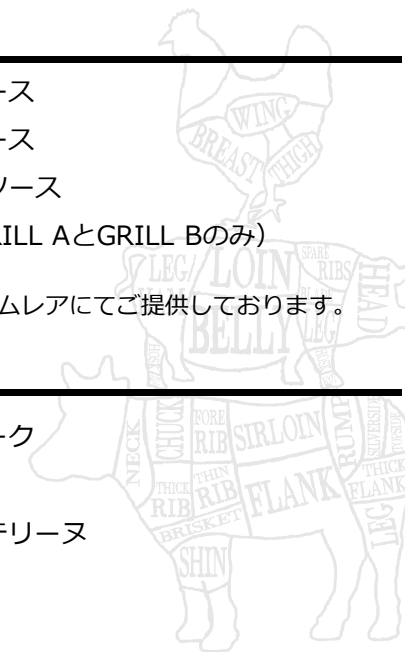 ース
ース
ソース
RILL AとGRILL Bのみ）
ムレアにてご提供しております。
ーク
テリーヌ
WING
BREAST
THIGH
LEG/
HAM
LOIN
SPARE
RIBS
HEAD
BELLY
LEG
NECK
CHUCK
FORE
RIB
SIRLOIN
RUMP
SILVERSIDE
TOPSIDE
THICK
RIB
THIN
RIB
FLANK
THICK
FLANK
BRISKET
LEG
SHIN